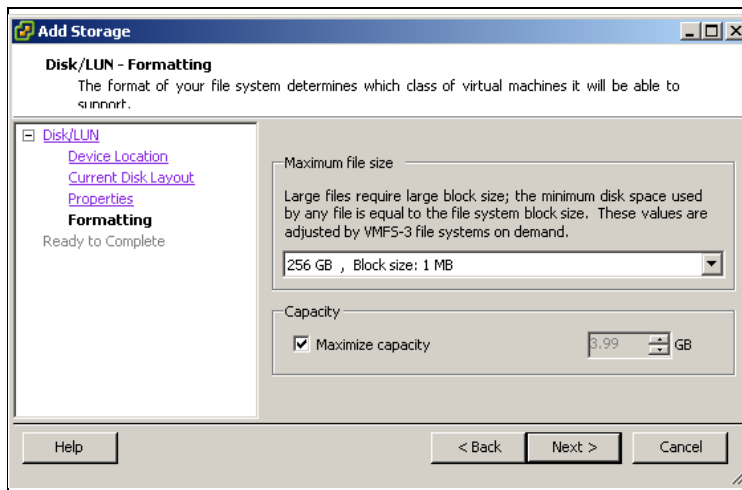 Add Storage
Disk/LUN - Formatting
The format of your file system determines which class of virtual machines it will be able to
support.
Disk/LUN
Device Location
Current Disk Layout
Properties
Formatting
Ready to Complete
Maximum file size
Large files require large block size; the minimum disk space used
by any file is equal to the file system block size. These values are
adjusted by VMFS-3 file systems on demand.
256 GB , Block size: 1 MB
Capacity
Maximize capacity
3.99 GB
Help
< Back
Next >
Cancel